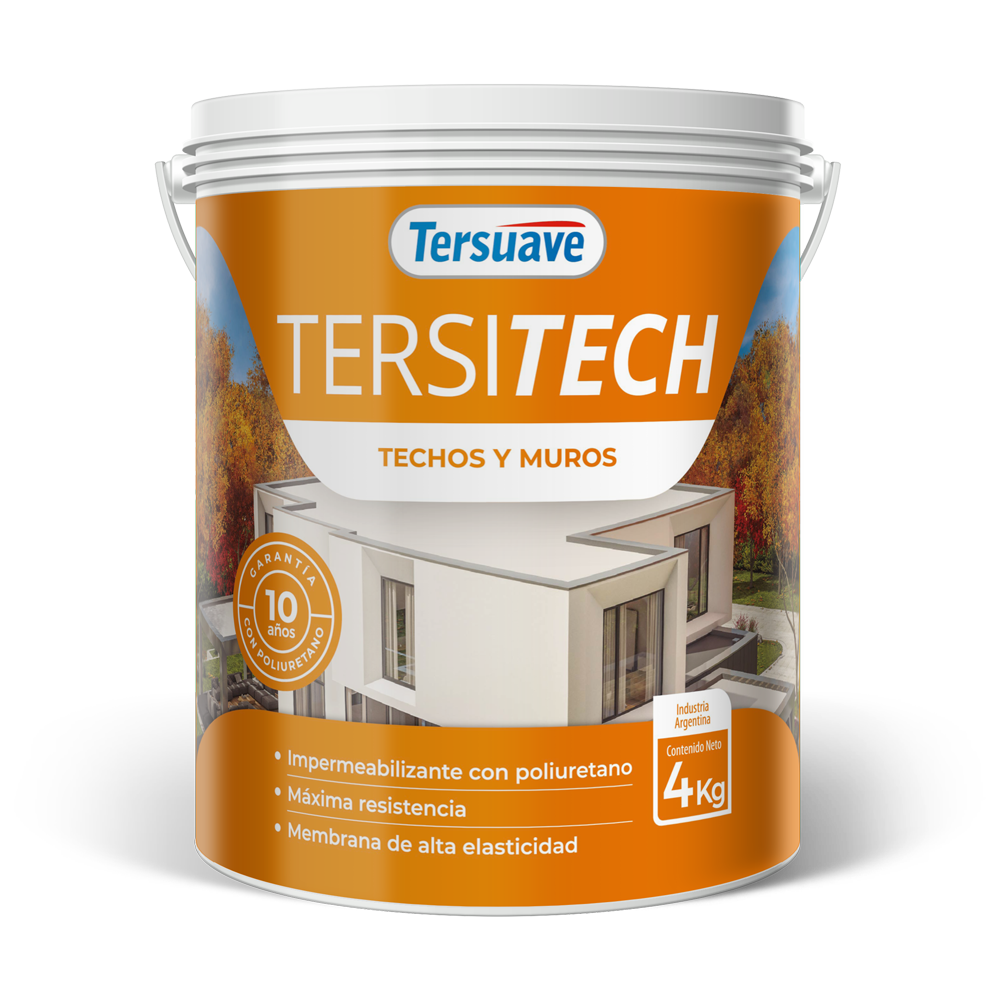 Tersuave
TERSITECH
TECHOS Y MUROS
GARANTÍA
10
años
CON POLIURETANO
Industria
Argentina
Contenido Neto
4Kg
• Impermeabilizante con poliuretano
• Máxima resistencia
• Membrana de alta elasticidad